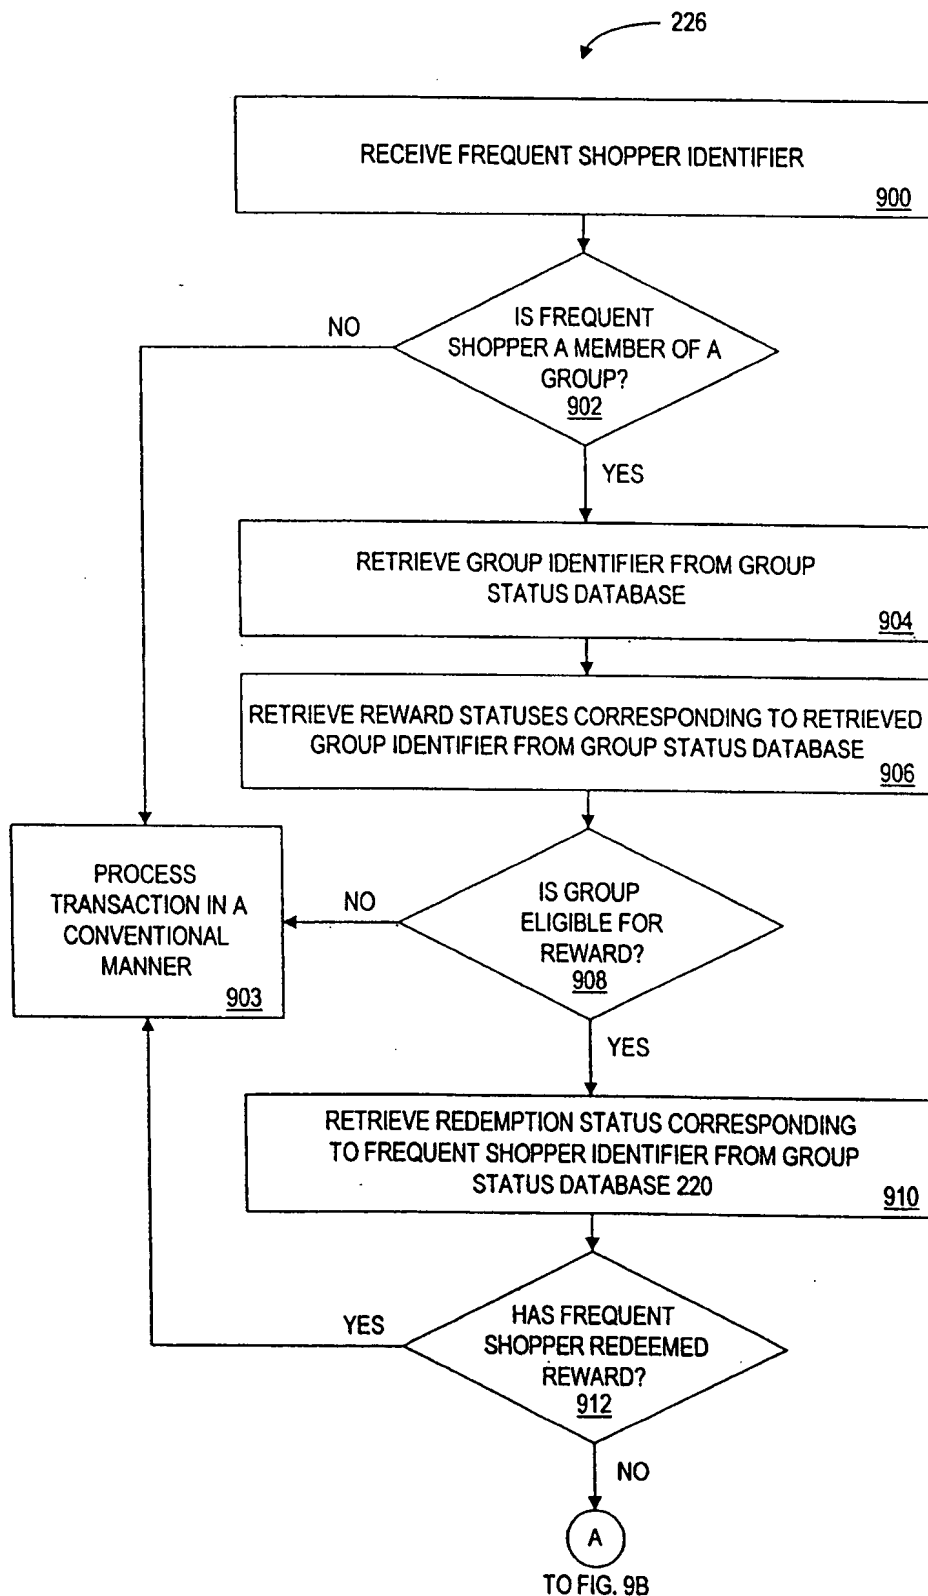 226
RECEIVE FREQUENT SHOPPER IDENTIFIER
900
IS FREQUENT
SHOPPER A MEMBER OF A
GROUP?
902
NO
YES
RETRIEVE GROUP IDENTIFIER FROM GROUP
STATUS DATABASE
904
RETRIEVE REWARD STATUSES CORRESPONDING TO RETRIEVED
GROUP IDENTIFIER FROM GROUP STATUS DATABASE
906
PROCESS
TRANSACTION IN A
CONVENTIONAL
MANNER
903
NO
IS GROUP
ELIGIBLE FOR
REWARD?
908
YES
RETRIEVE REDEMPTION STATUS CORRESPONDING
TO FREQUENT SHOPPER IDENTIFIER FROM GROUP
STATUS DATABASE 220
910
YES
HAS FREQUENT
SHOPPER REDEEMED
REWARD?
912
NO
A
TO FIG. 9B